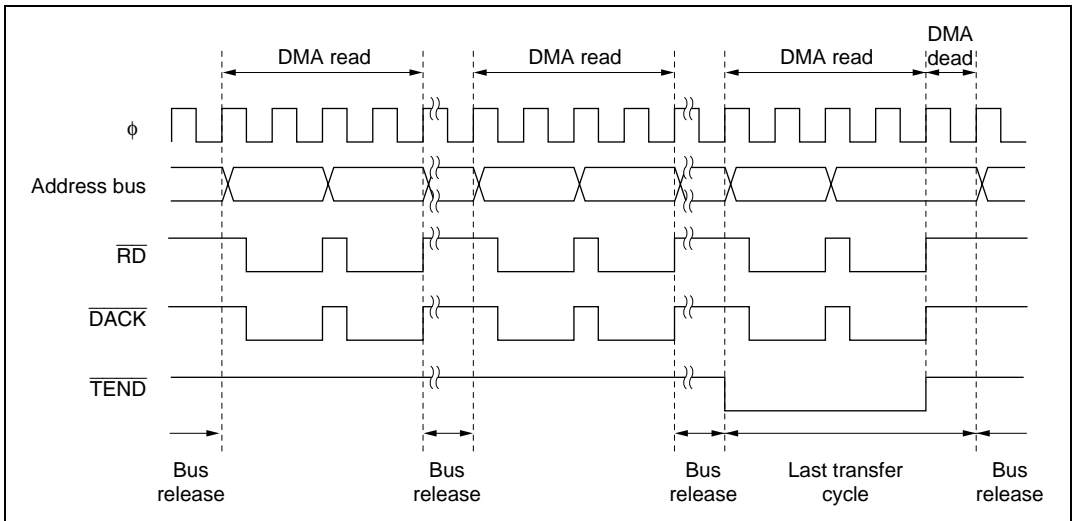 DMA read
DMA read
DMA read
DMA
dead
φ
Address bus
RD
DACK
TEND
Bus
release
Bus
release
Bus
release
Last transfer
cycle
Bus
release